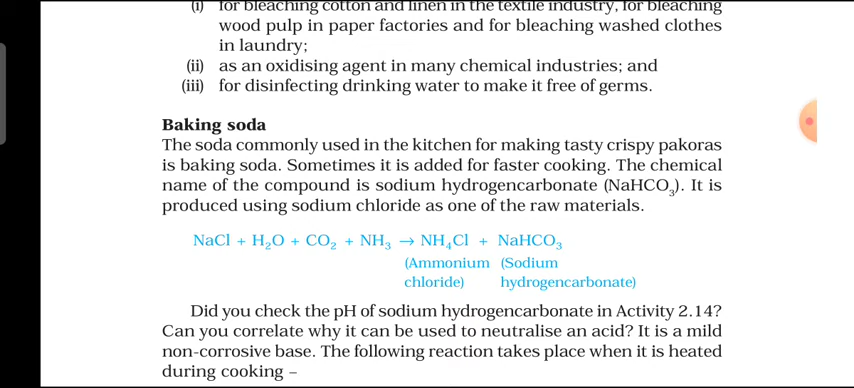 (i) for bleaching cotton and linen in the textile industry, for bleaching
wood pulp in paper factories and for bleaching washed clothes
in laundry;
(ii) as an oxidising agent in many chemical industries; and
(iii) for disinfecting drinking water to make it free of germs.
Baking soda
The soda commonly used in the kitchen for making tasty crispy pakoras
is baking soda. Sometimes it is added for faster cooking. The chemical
name of the compound is sodium hydrogencarbonate (NaHCO₃). It is
produced using sodium chloride as one of the raw materials.
NaCl + H₂O + CO₂ + NH₃ → NH₄Cl + NaHCO₃
(Ammonium (Sodium
chloride) hydrogencarbonate)
Did you check the pH of sodium hydrogencarbonate in Activity 2.14?
Can you correlate why it can be used to neutralise an acid? It is a mild
non-corrosive base. The following reaction takes place when it is heated
during cooking –